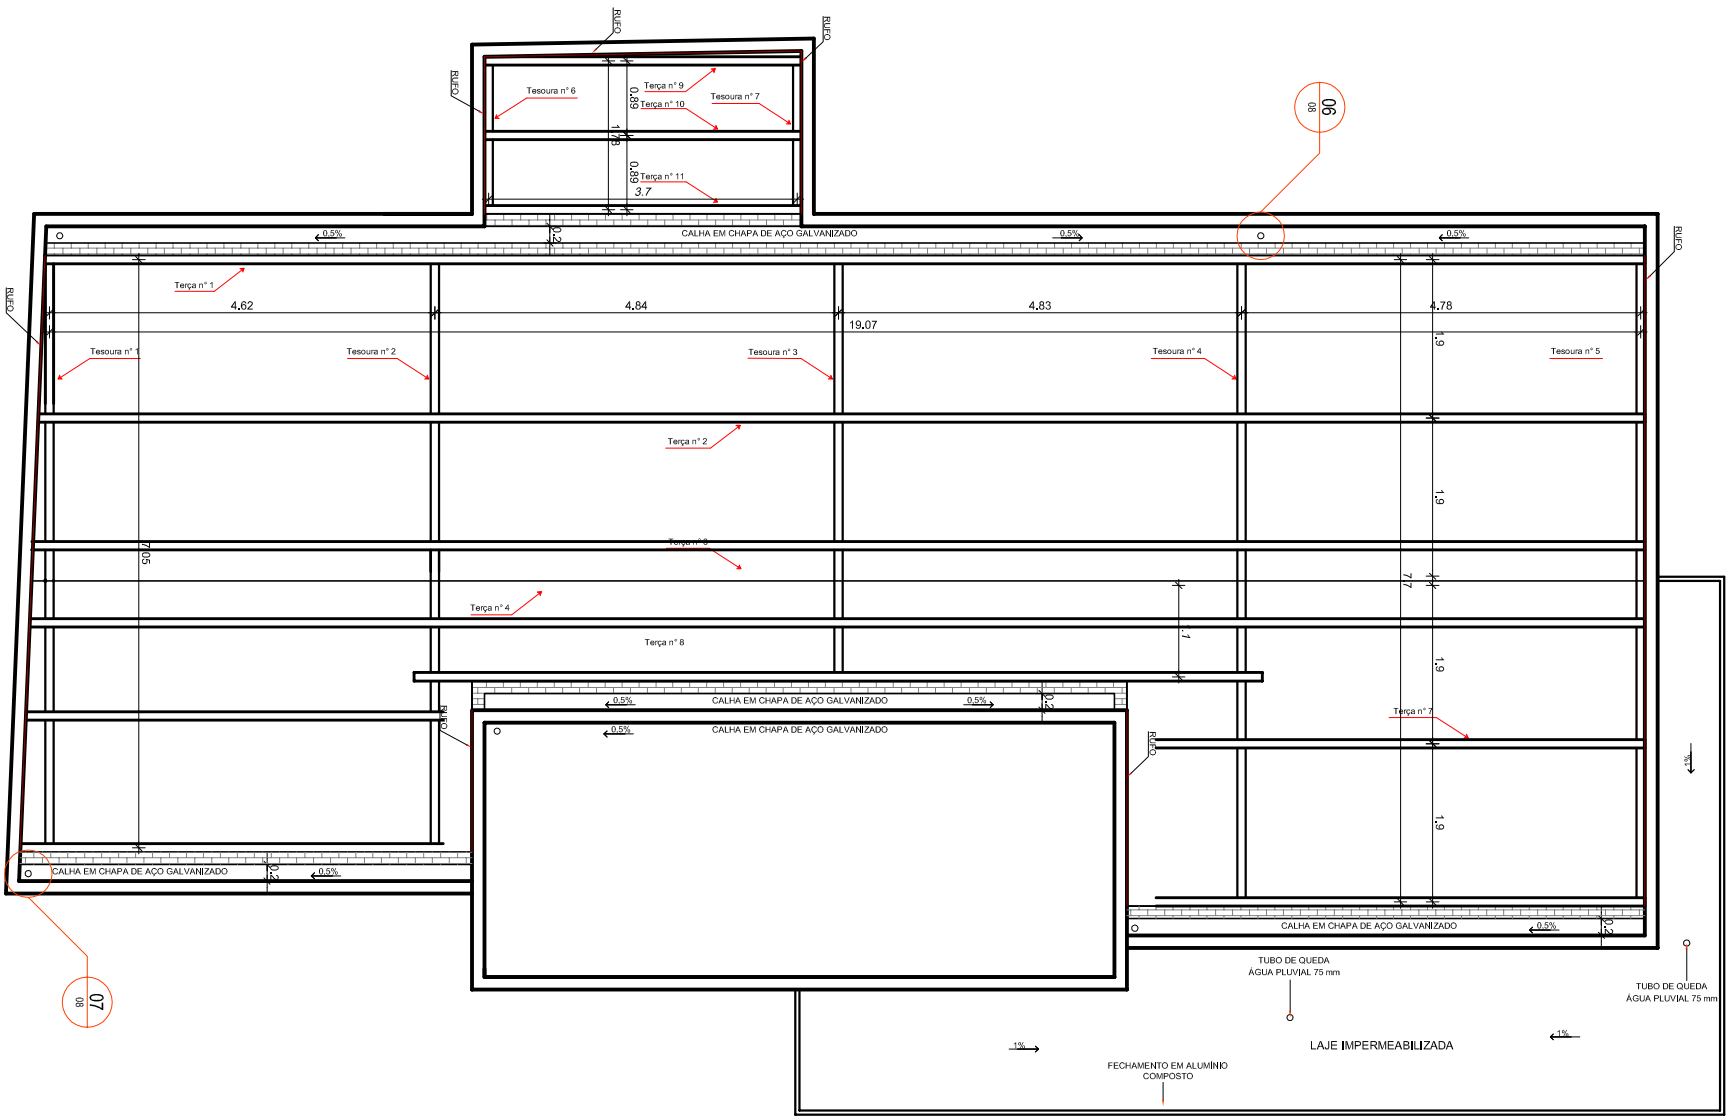 RUFO
RUFO
RUFO
Tesoura n° 6
Terça n° 9
0.89
Terça n° 10
Tesoura n° 7
1.78
0.89
Terça n° 11
3.7
06
08
0.5%
0.2
CALHA EM CHAPA DE AÇO GALVANIZADO
0.5%
0.5%
RUFO
RUFO
Terça n° 1
4.62
4.84
4.83
4.78
19.07
1.9
Tesoura n° 1
Tesoura n° 2
Tesoura n° 3
Tesoura n° 4
Tesoura n° 5
Terça n° 2
1.9
7.05
7.7
Terça n° 4
Terça n° 8
1.9
0.5%
CALHA EM CHAPA DE AÇO GALVANIZADO
0.5%
0.2
RUFO
0.5%
CALHA EM CHAPA DE AÇO GALVANIZADO
Terça n° 7
RUFO
1%
1.9
CALHA EM CHAPA DE AÇO GALVANIZADO
0.2
0.5%
CALHA EM CHAPA DE AÇO GALVANIZADO
0.5%
0.2
TUBO DE QUEDA
ÁGUA PLUVIAL 75 mm
TUBO DE QUEDA
ÁGUA PLUVIAL 75 mm
07
08
1%
1%
LAJE IMPERMEABILIZADA
FECHAMENTO EM ALUMÍNIO
COMPOSTO